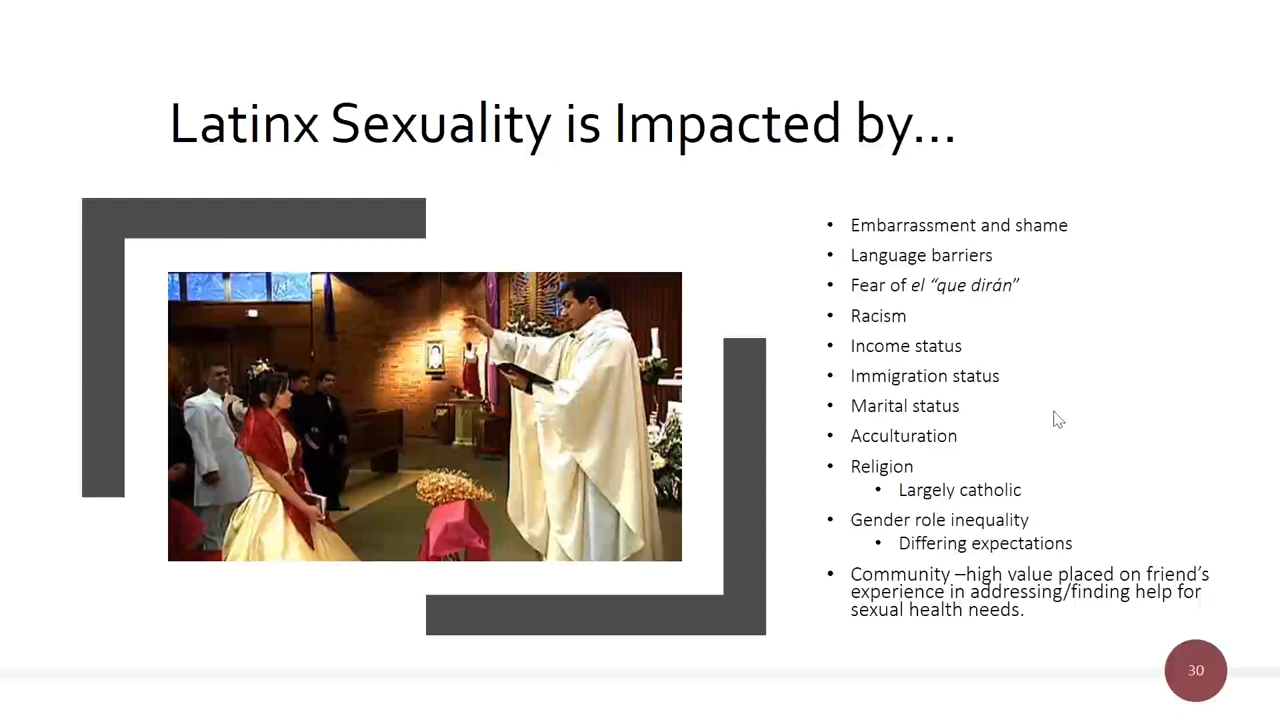 Latinx Sexuality is Impacted by...
• Embarrassment and shame
• Language barriers
• Fear of el “que dirán”
• Racism
• Income status
• Immigration status
• Marital status
• Acculturation
• Religion
• Largely catholic
• Gender role inequality
• Differing expectations
• Community –high value placed on friend’s
experience in addressing/finding help for
sexual health needs.
30